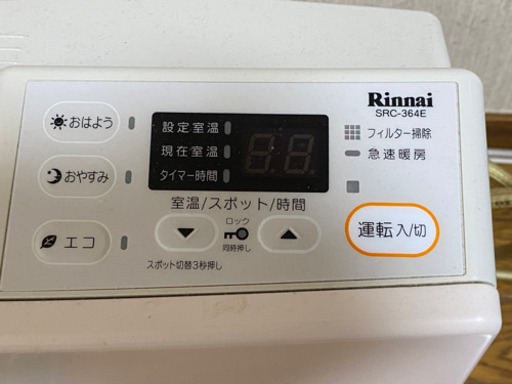 Rinnai
SRC-364E
おはよう
おやすみ
エコ
設定室温
現在室温
タイマー時間
フィルター掃除
急速暖房
室温/スポット/時間
ロック
同時押し
スポット切替3秒押し
運転 入/切